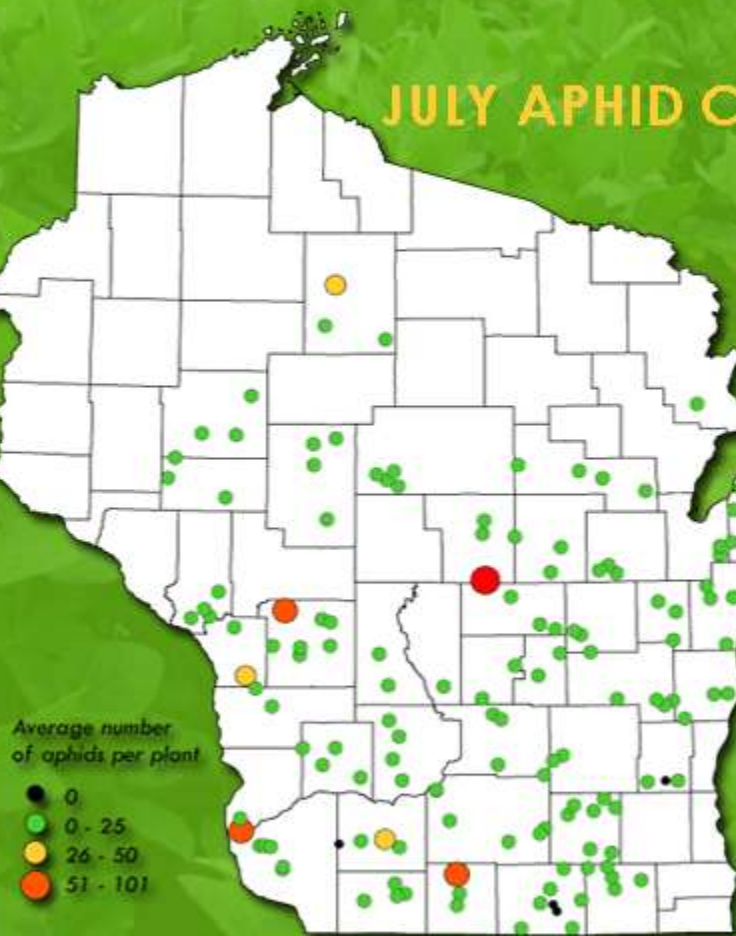 JULY APHID C
Average number
of aphids per plant
0
0 - 25
26 - 50
51 - 101